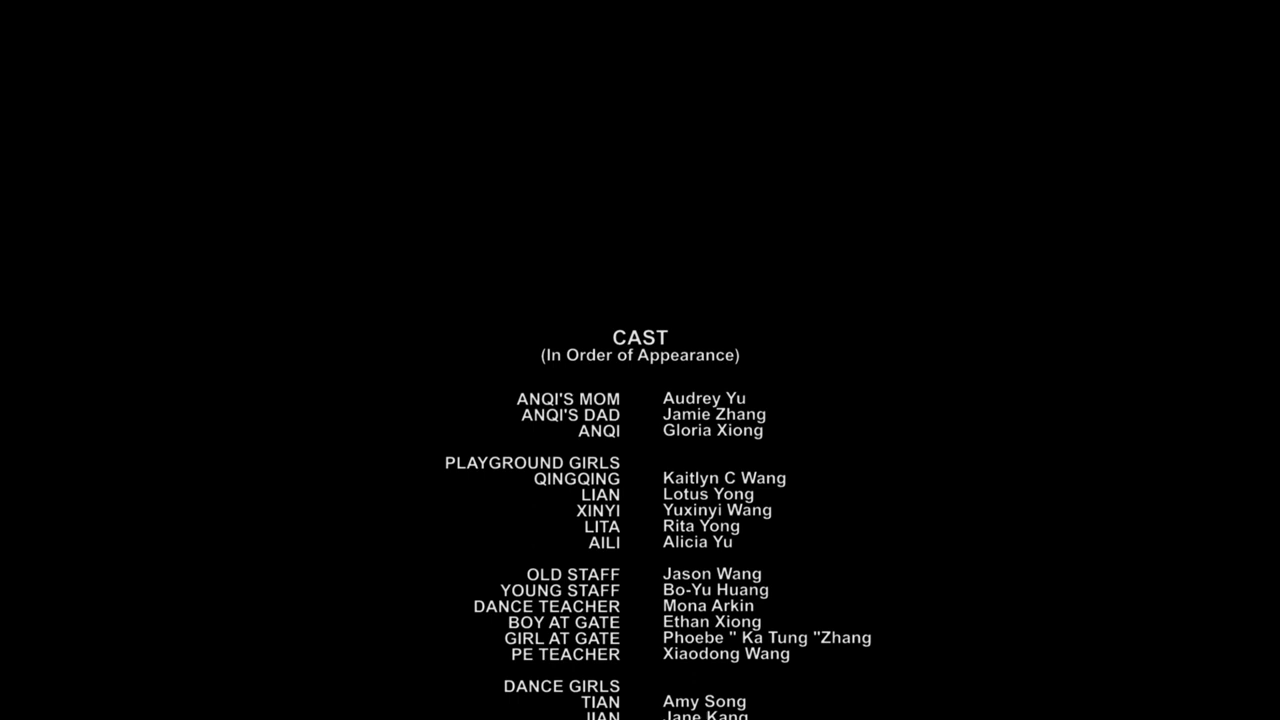 CAST
(In Order of Appearance)
ANQI'S MOM Audrey Yu
ANQI'S DAD Jamie Zhang
ANQI Gloria Xiong
PLAYGROUND GIRLS
QINGQING Kaitlyn C Wang
LIAN Lotus Yong
XINYI Yuxinyi Wang
LITA Rita Yong
AILI Alicia Yu
OLD STAFF Jason Wang
YOUNG STAFF Bo-Yu Huang
DANCE TEACHER Mona Arkin
BOY AT GATE Ethan Xiong
GIRL AT GATE Phoebe " Ka Tung "Zhang
PE TEACHER Xiaodong Wang
DANCE GIRLS
TIAN Amy Song
Jane Kang